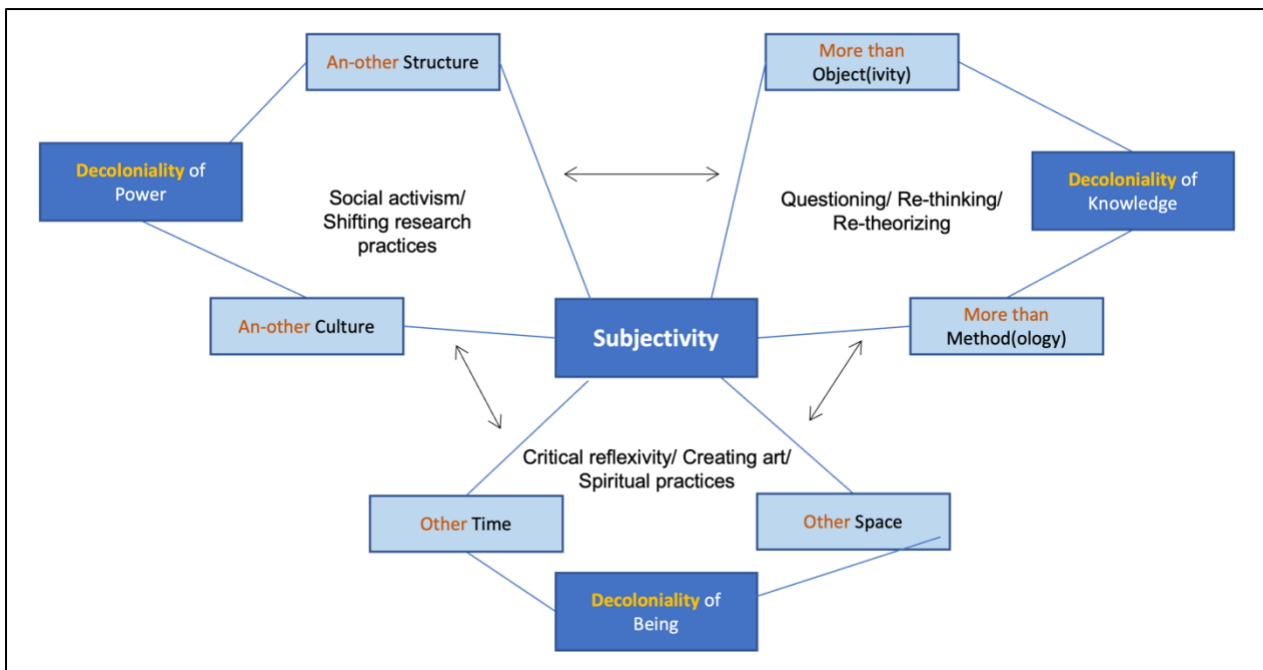 An-other Structure
More than
Object(ivity)
Decoloniality of
Power
Social activism/
Shifting research
practices
Questioning/ Re-thinking/
Re-theorizing
Decoloniality of
Knowledge
An-other Culture
Subjectivity
More than
Method(ology)
Critical reflexivity/ Creating art/
Spiritual practices
Other Time
Other Space
Decoloniality of
Being